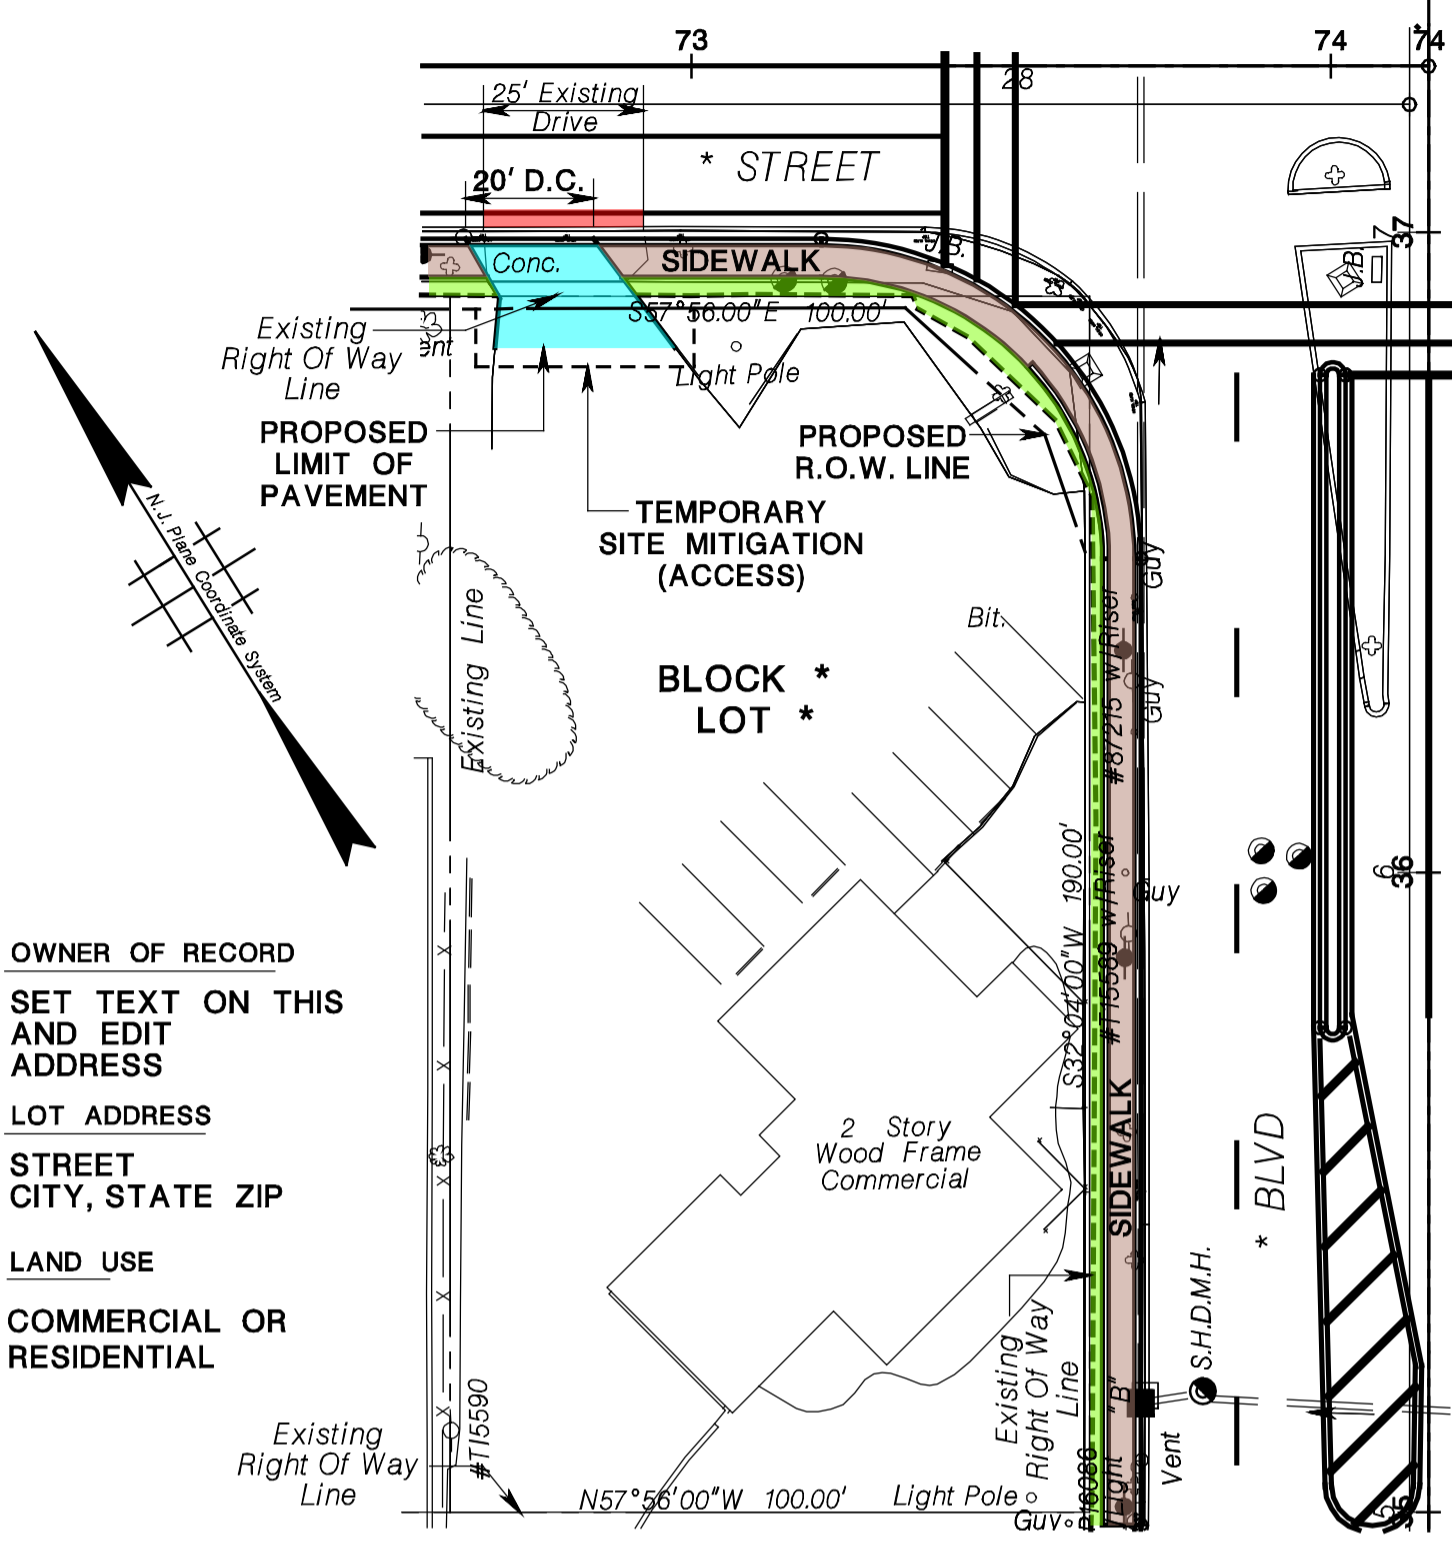 73
74
74
28
25' Existing
Drive
* STREET
20' D.C.
J.B.
7
37
Conc.
SIDEWALK
J.B.
S57°56.00"E 100.00'
Existing
Right Of Way
Line
ent
Light Pole
PROPOSED
LIMIT OF
PAVEMENT
PROPOSED
R.O.W. LINE
N.J. Plane Coordinate System
TEMPORARY
SITE MITIGATION
(ACCESS)
Guy
Existing Line
Bit.
#87215 W/Riser
BLOCK *
LOT *
Guy
S32°04'00"W 190.00'
#T15589 W/Riser
Guy
6
36
OWNER OF RECORD
SET TEXT ON THIS
AND EDIT
ADDRESS
LOT ADDRESS
STREET
CITY, STATE ZIP
LAND USE
COMMERCIAL OR
RESIDENTIAL
2 Story
Wood Frame
Commercial
SIDEWALK
* BLVD
S.H.D.M.H.
Existing
Right Of Way
Line
"B"
Vent
Existing
Right Of Way
Line
#T15590
N57°56'00"W 100.00'
Light Pole
Guy